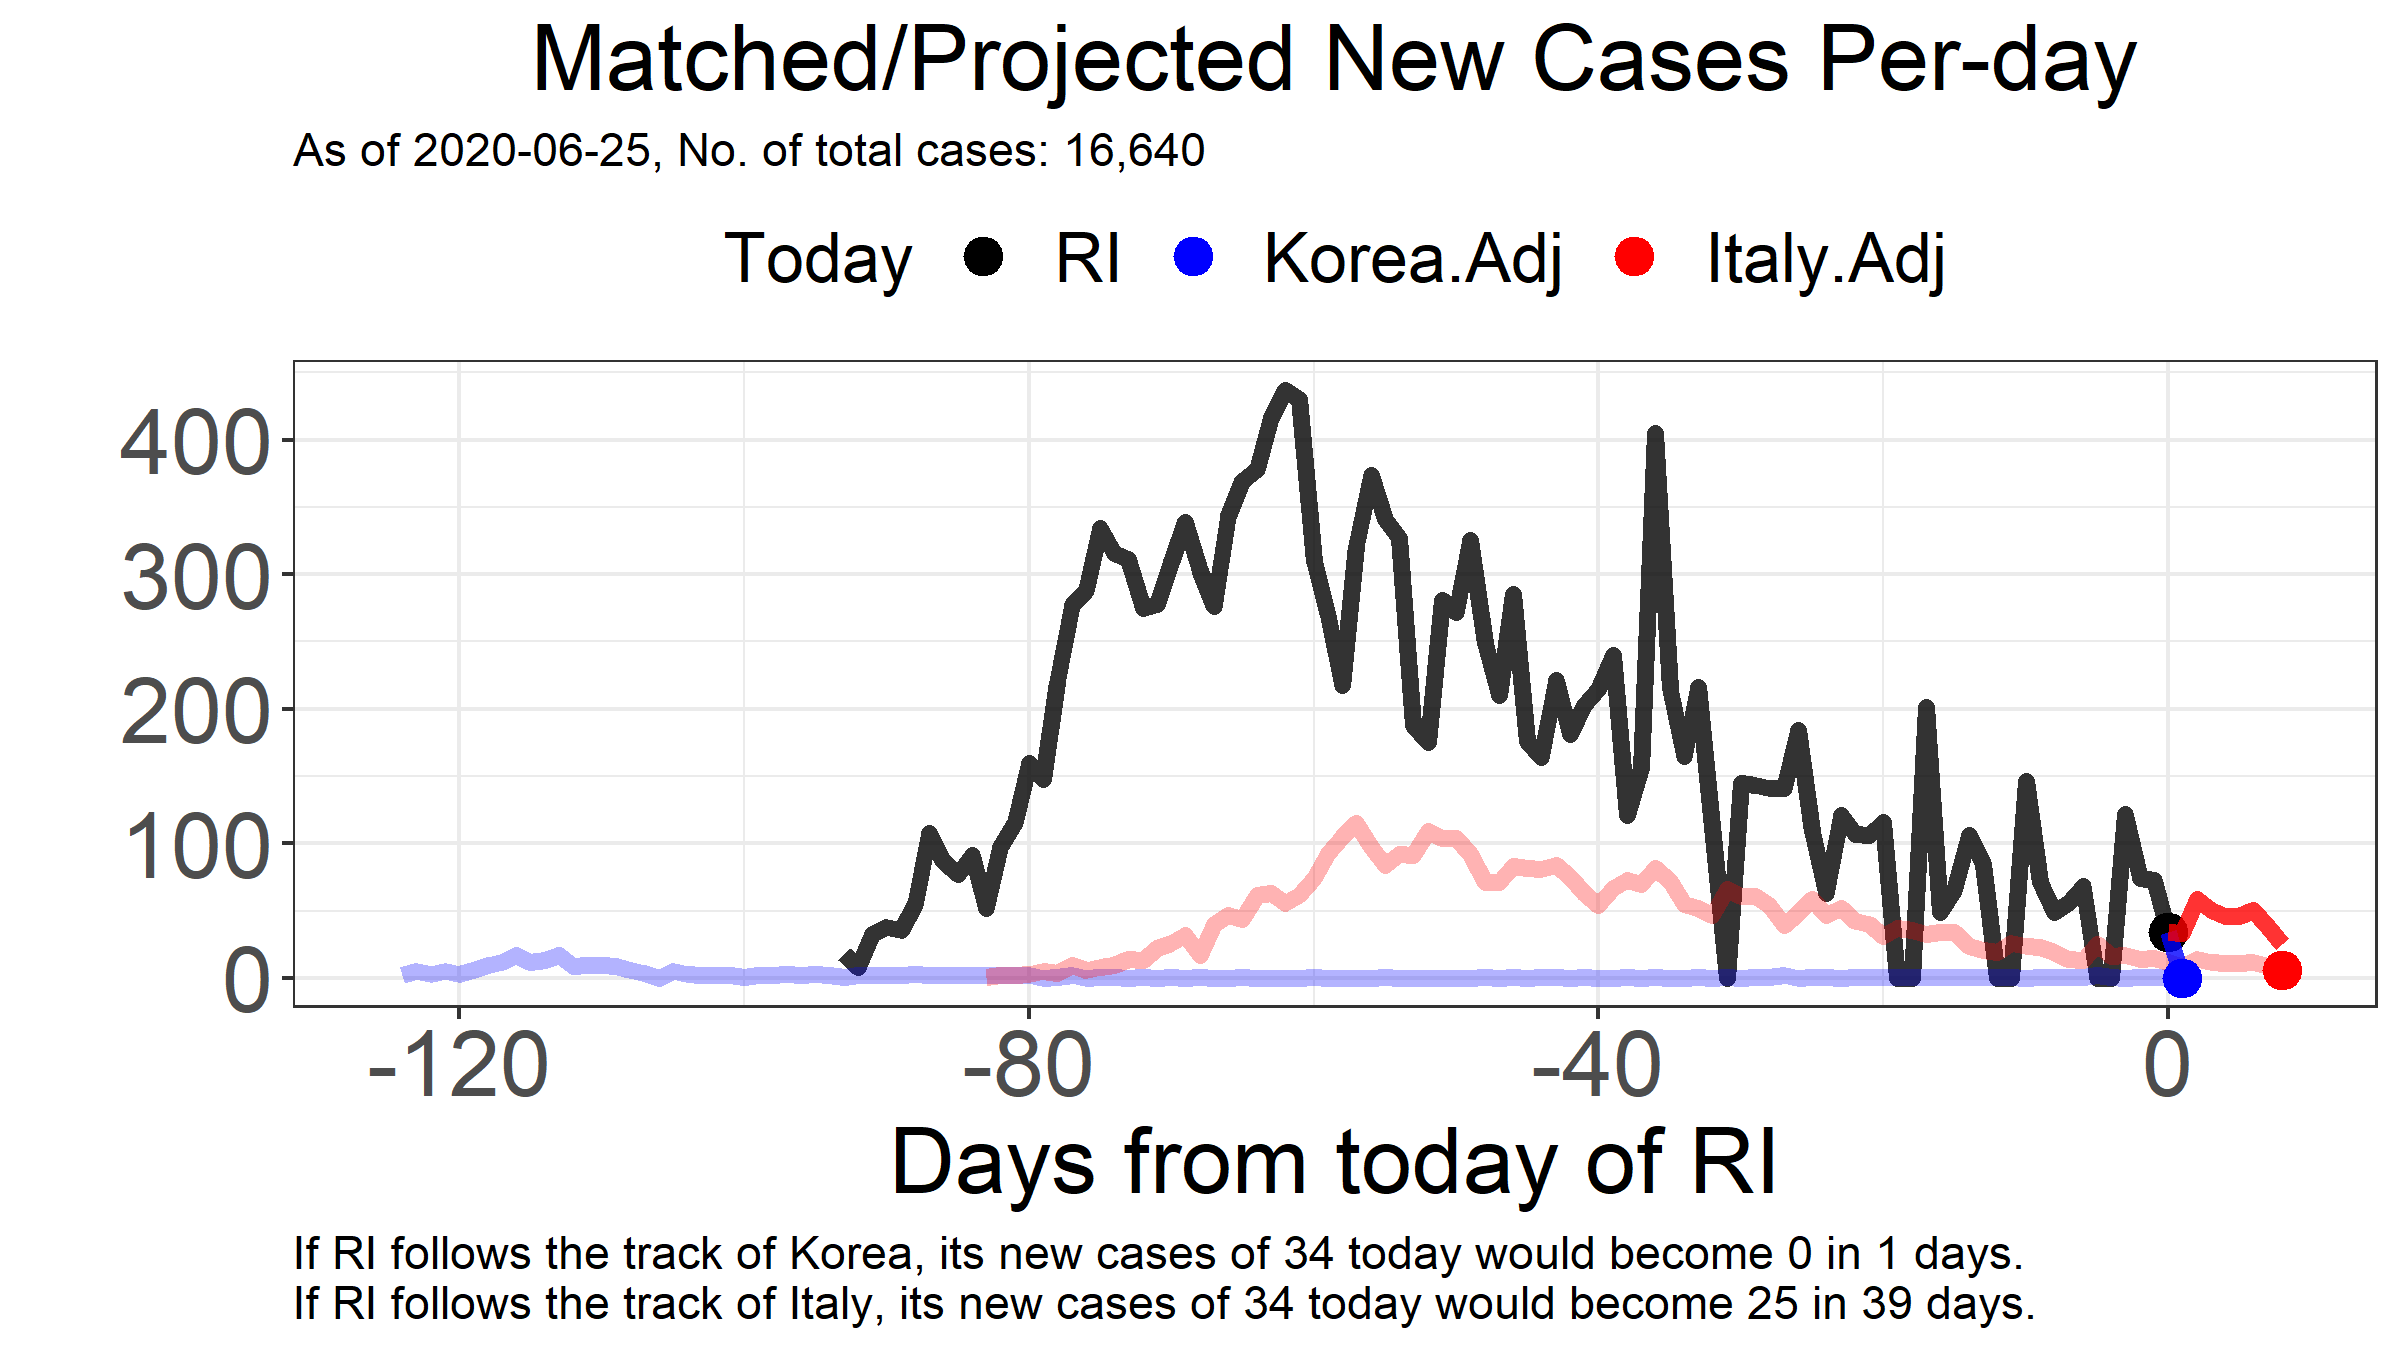 Matched/Projected New Cases Per-day
As of 2020-06-25, No. of total cases: 16,640
Today RI Korea.Adj Italy.Adj
400
300
200
100
0
-120 -80 -40 0
Days from today of RI
If RI follows the track of Korea, its new cases of 34 today would become 0 in 1 days.
If RI follows the track of Italy, its new cases of 34 today would become 25 in 39 days.